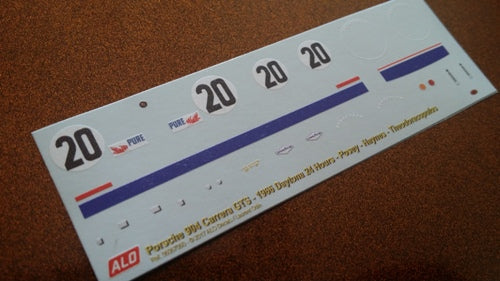 20
20
20
20
PURE
PURE
ALO
Porsche 904 Carrera GTS - 1966 Daytona 24 Hours - Posey - Haynes - Theodoracopulos